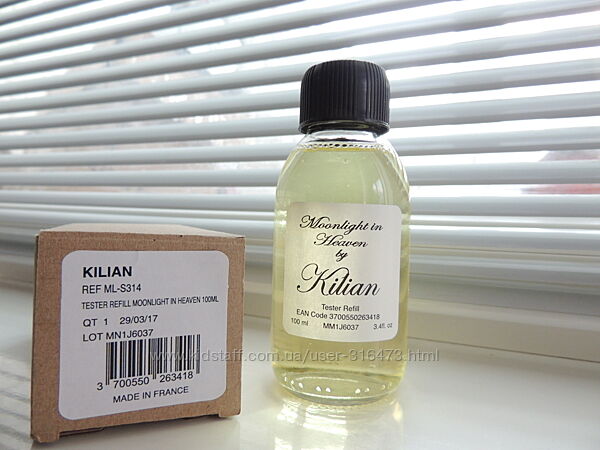 KILIAN
REF ML-S314
TESTER REFILL MOONLIGHT IN HEAVEN 100ML
QT 1 29/03/17
LOT MN1J6037
3 700550 263418
MADE IN FRANCE
Moonlight in
Heaven
by
Kilian
Tester Refill
EAN Code 3700550263418
100 ml MM1J6037 3.4fl. oz
www.kidstaff.com.ua/user-316473.html